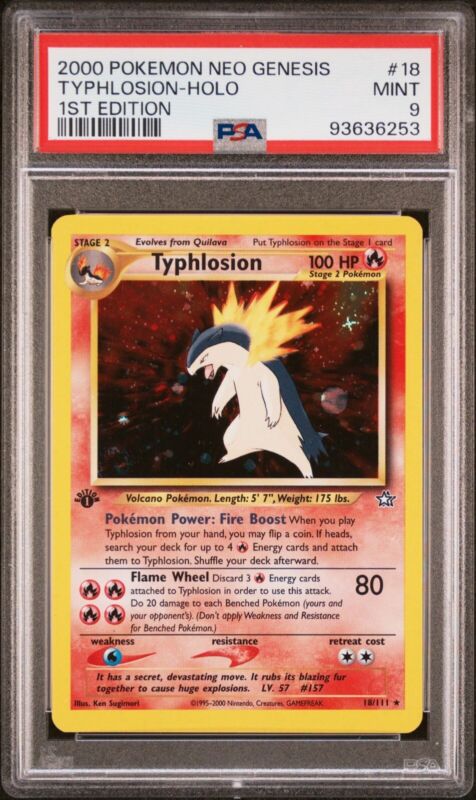 2000 POKEMON NEO GENESIS #18
TYPHLOSION-HOLO MINT
1ST EDITION 9
PSA 93636253
STAGE 2 Evolves from Quilava Put Typhlosion on the Stage 1 card
Typhlosion 100 HP
Stage 2 Pokémon
EDITION 1
Volcano Pokémon. Length: 5' 7", Weight: 175 lbs.
Pokémon Power: Fire Boost When you play
Typhlosion from your hand, you may flip a coin. If heads,
search your deck for up to 4 Energy cards and attach
them to Typhlosion. Shuffle your deck afterward.
Flame Wheel Discard 3 Energy cards
attached to Typhlosion in order to use this attack. 80
Do 20 damage to each Benched Pokémon (yours and
your opponent's). (Don't apply Weakness and Resistance
for Benched Pokémon.)
weakness resistance retreat cost
It has a secret, devastating move. It rubs its blazing fur
together to cause huge explosions. LV. 57 #157
Illus. Ken Sugimori ©1995-2000 Nintendo, Creatures, GAMEFREAK. 18/111 ★
PSA